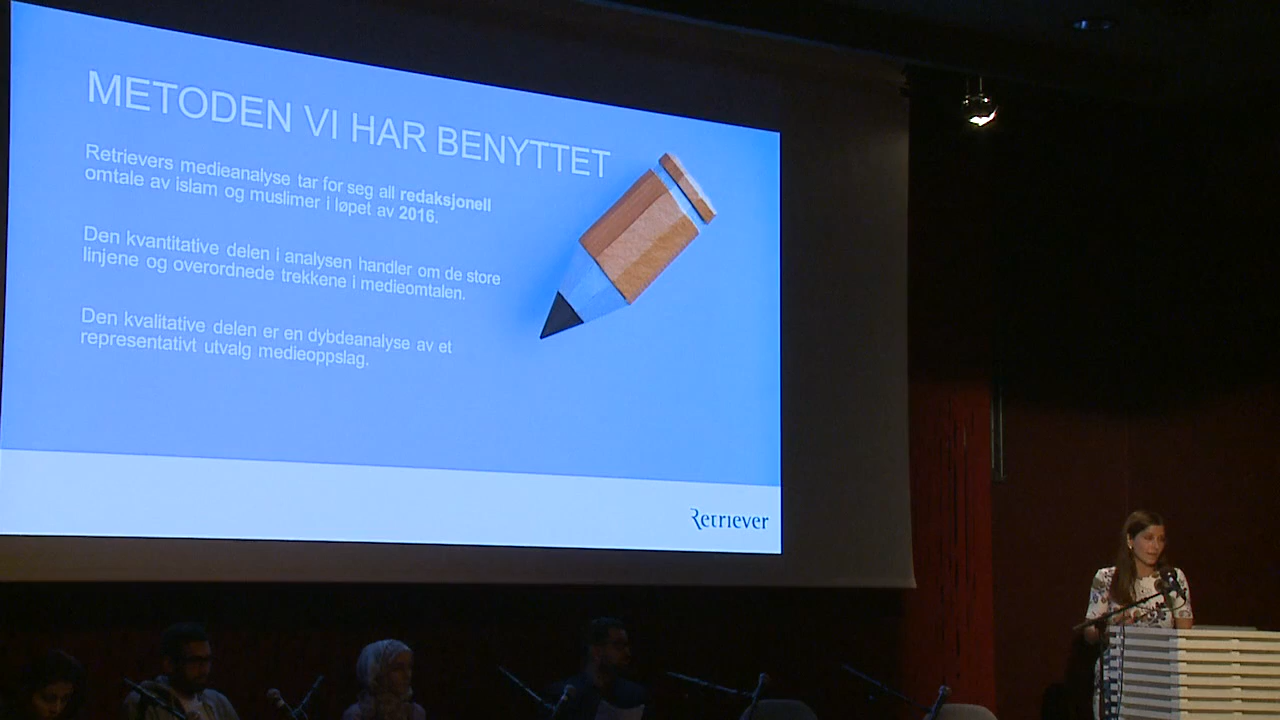 METODEN VI HAR BENYTTET
Retrievers medieanalyse tar for seg all redaksjonell
omtale av islam og muslimer i løpet av 2016.
Den kvantitative delen i analysen handler om de store
linjene og overordnede trekkene i medieomtalen.
Den kvalitative delen er en dybdeanalyse av et
representativt utvalg medieoppslag.
Retriever